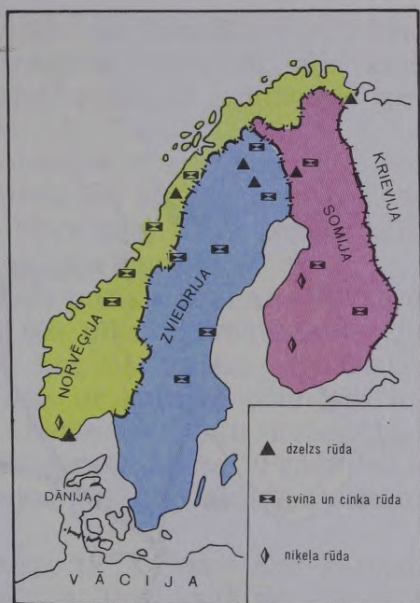 KRIEVIJA
SOMIJA
ZVIEDRIJA
NORVĒĢIJA
DĀNIJA
VĀCIJA
dzelzs rūda
svina un cinka rūda
niķeļa rūda